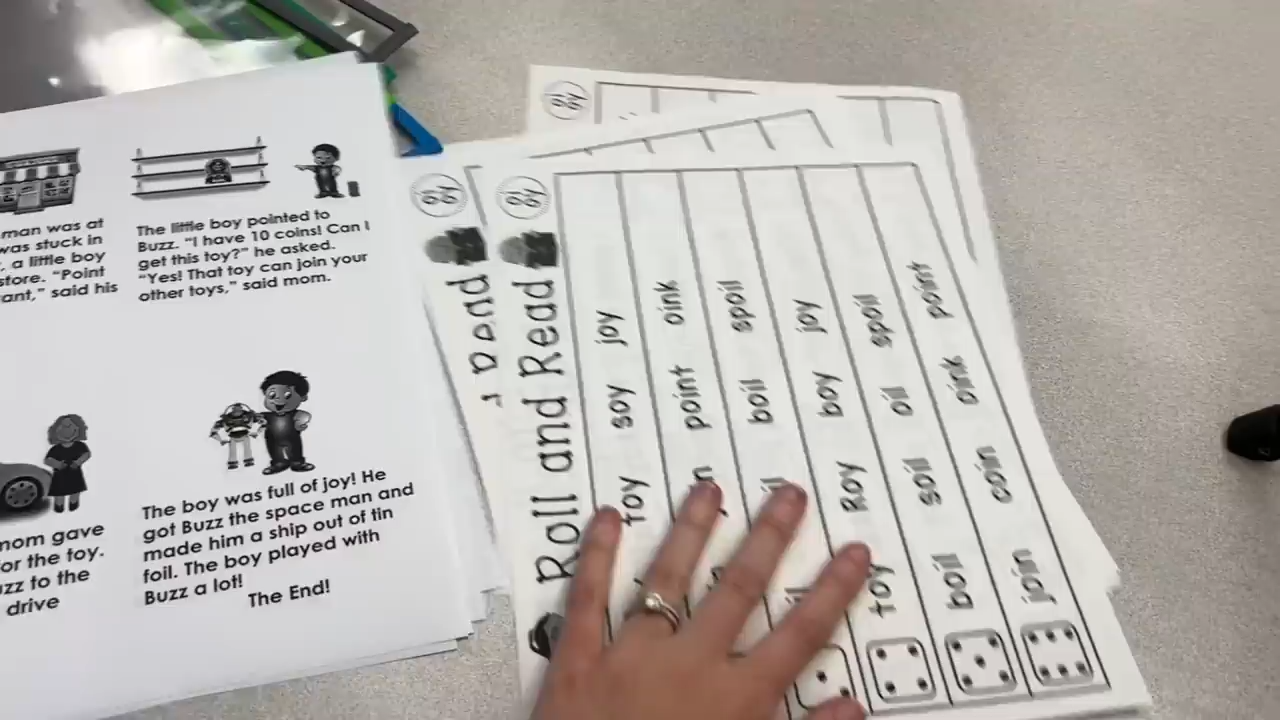 man was at
was stuck in
, a little boy
store. "Point
ant," said his
The little boy pointed to
Buzz. "I have 10 coins! Can I
get this toy?" he asked.
"Yes! That toy can join your
other toys," said mom.
mom gave
or the toy.
uzz to the
drive
The boy was full of joy! He
got Buzz the space man and
made him a ship out of tin
foil. The boy played with
Buzz a lot!
The End!
Read
Roll and Read
toy soy joy
point oink
boil spoil
toy Roy boy joy
boil soil oil spoil
join coin oink point